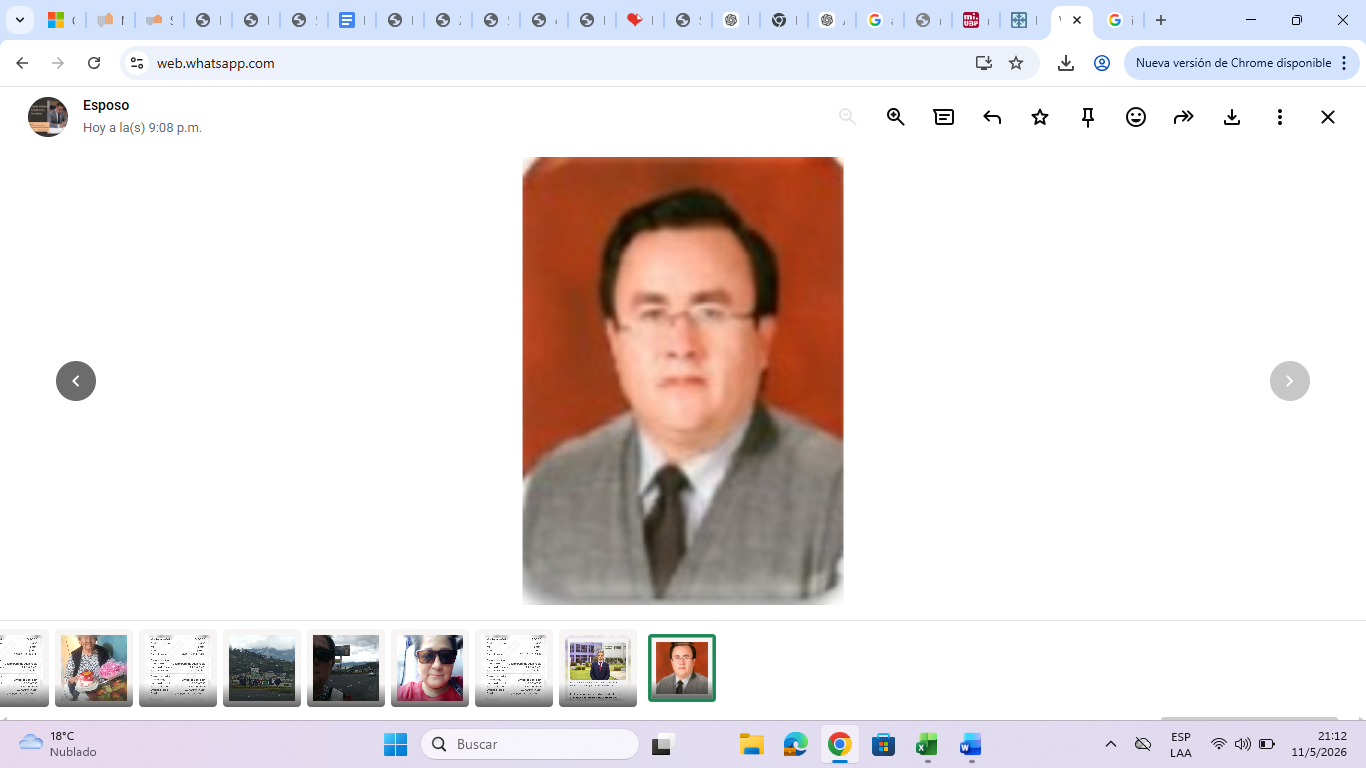 web.whatsapp.com
Nueva versión de Chrome disponible
Esposo
Hoy a la(s) 9:08 p.m.
18°C
Nublado
Buscar
ESP
LAA
21:12
11/5/2026